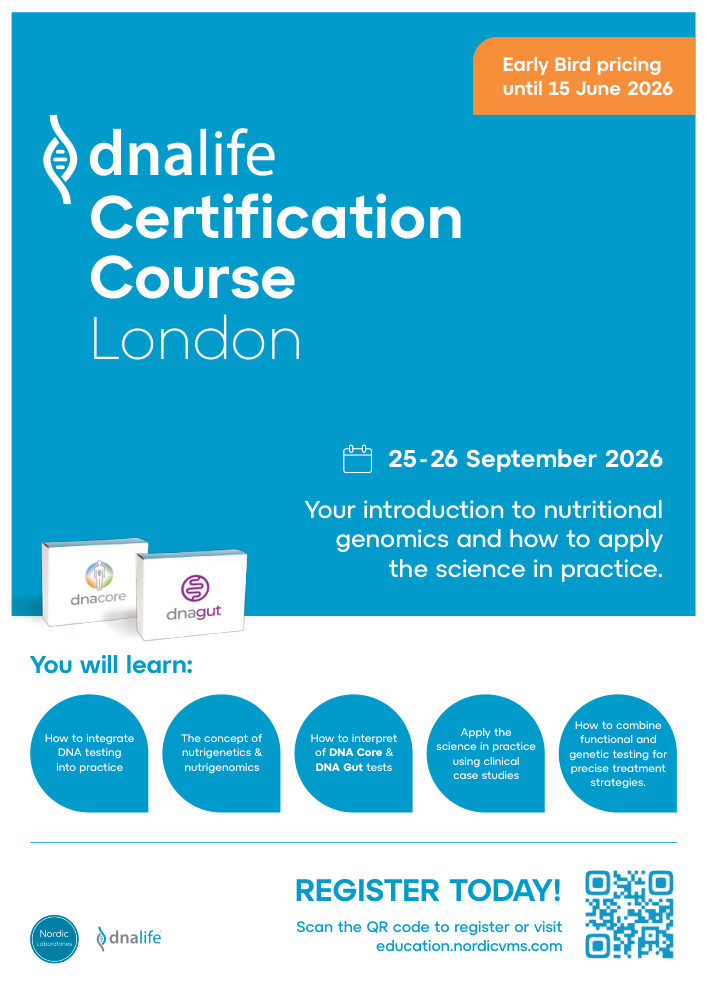 Early Bird pricing
until 15 June 2026
dnalife
Certification
Course
London
25-26 September 2026
Your introduction to nutritional
genomics and how to apply
the science in practice.
dnacore
dnagut
You will learn:
How to integrate
DNA testing
into practice
The concept of
nutrigenetics &
nutrigenomics
How to interpret
of DNA Core &
DNA Gut tests
Apply the
science in practice
using clinical
case studies
How to combine
functional and
genetic testing for
precise treatment
strategies.
REGISTER TODAY!
Scan the QR code to register or visit
education.nordicvms.com
Nordic
Laboratories
dnalife